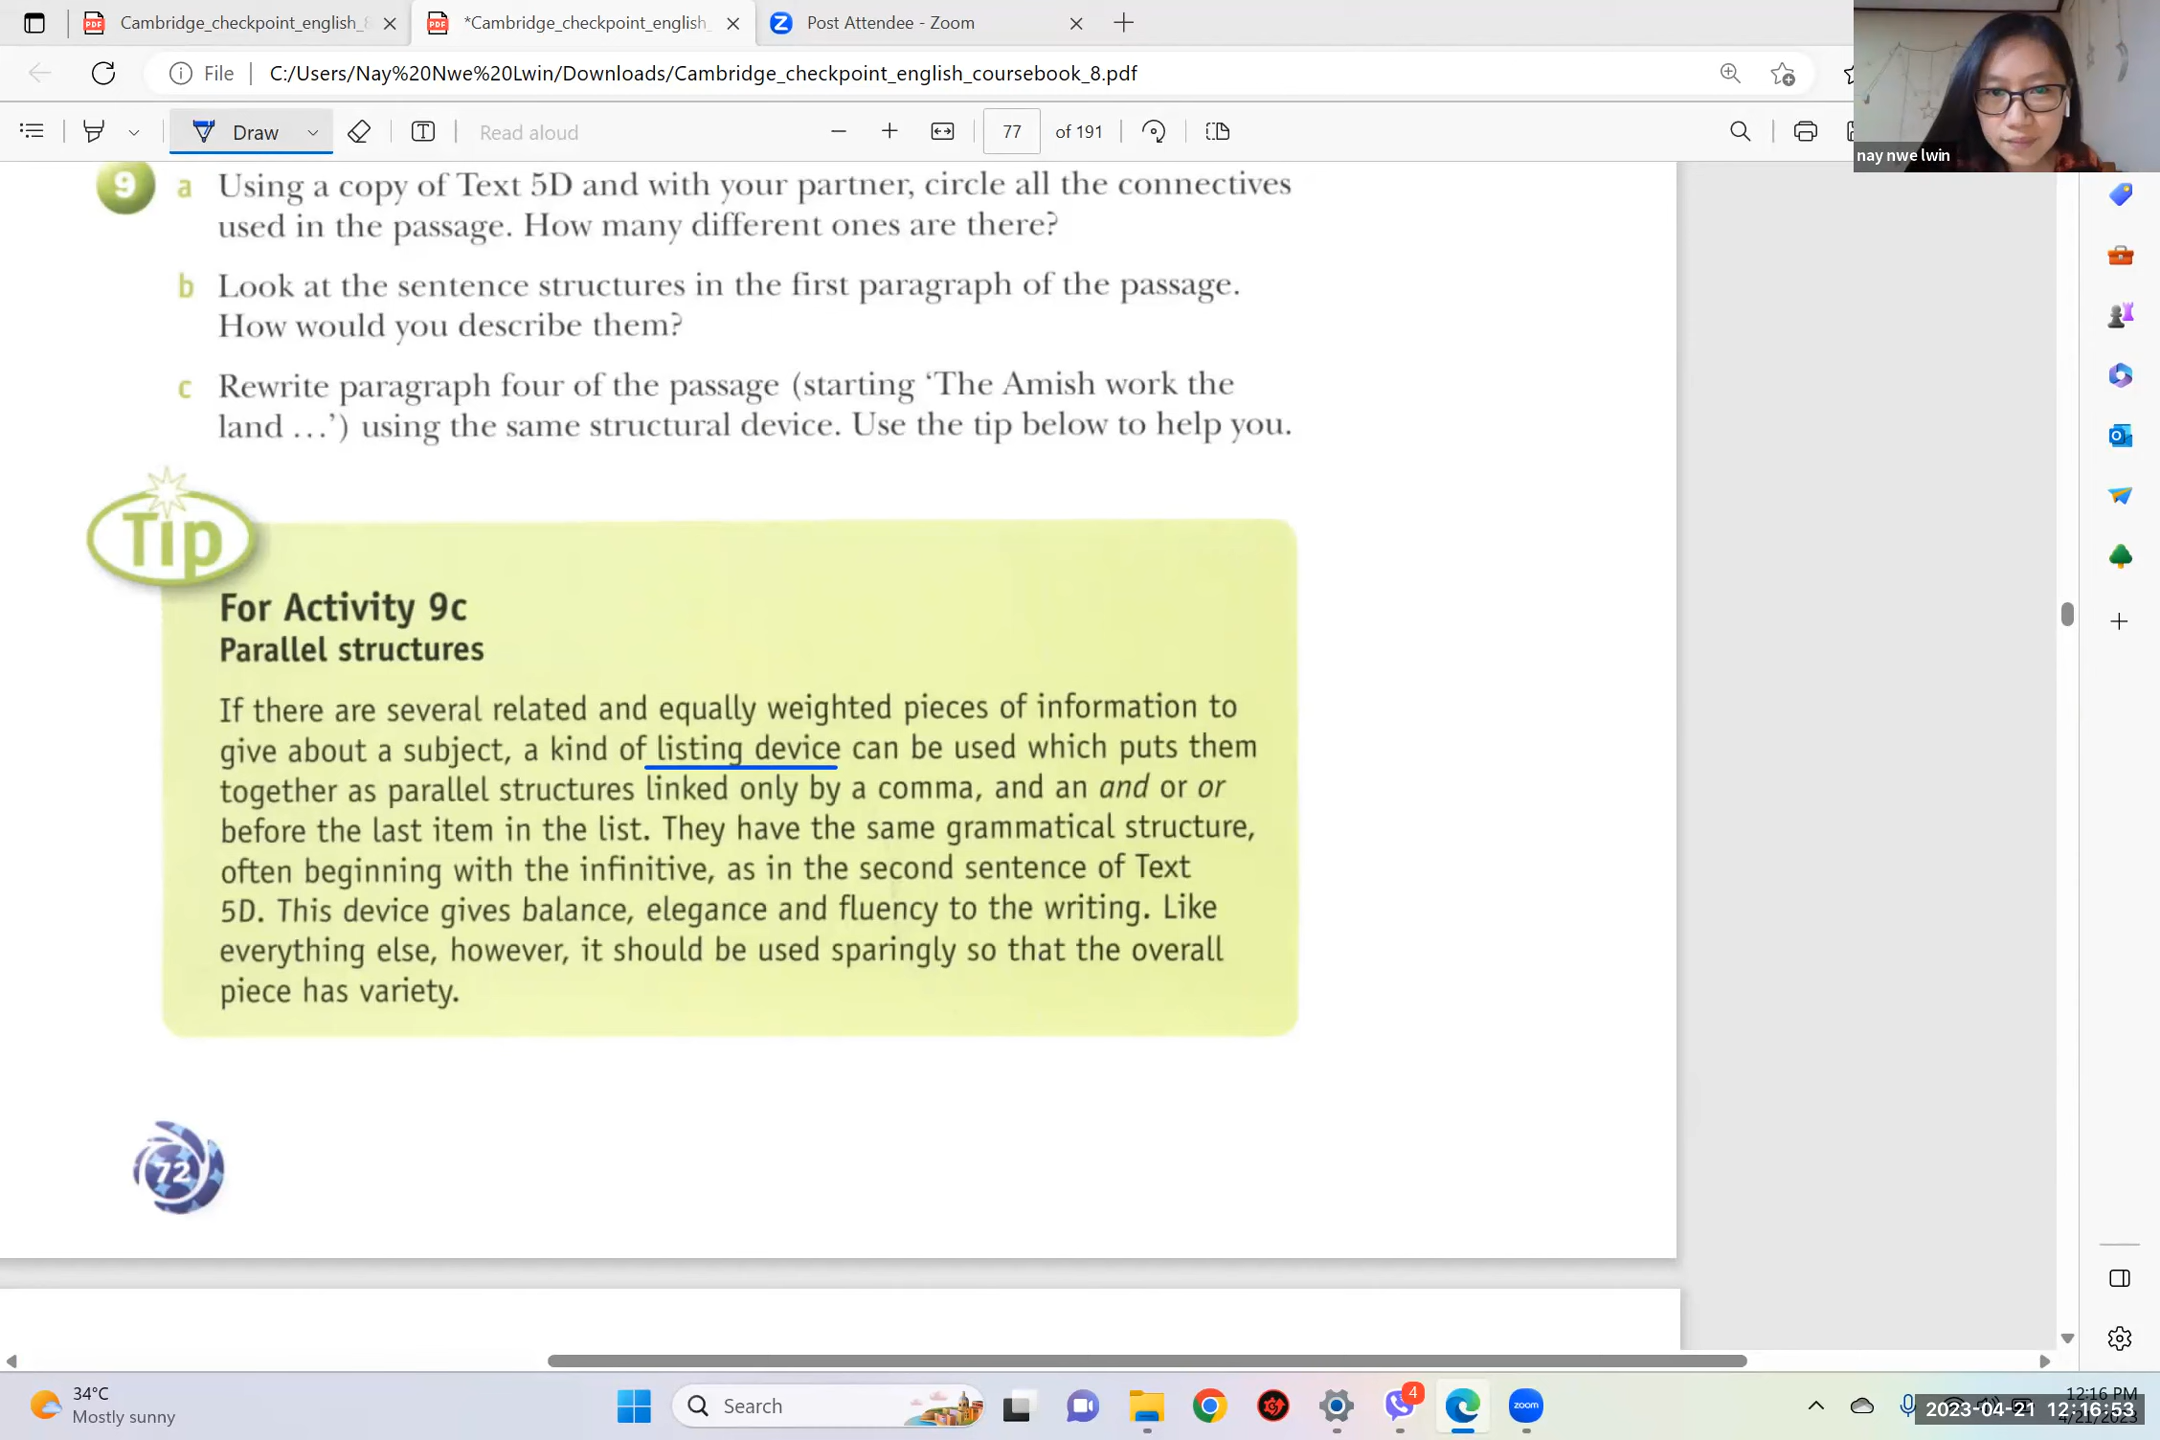 Cambridge_checkpoint_english_8
*Cambridge_checkpoint_english_
Post Attendee - Zoom
File
C:/Users/Nay%20Nwe%20Lwin/Downloads/Cambridge_checkpoint_english_coursebook_8.pdf
Draw
Read aloud
77
of 191
nay nwe lwin
9
a Using a copy of Text 5D and with your partner, circle all the connectives
used in the passage. How many different ones are there?
b Look at the sentence structures in the first paragraph of the passage.
How would you describe them?
c Rewrite paragraph four of the passage (starting ‘The Amish work the
land …’) using the same structural device. Use the tip below to help you.
Tip
For Activity 9c
Parallel structures
If there are several related and equally weighted pieces of information to
give about a subject, a kind of listing device can be used which puts them
together as parallel structures linked only by a comma, and an and or or
before the last item in the list. They have the same grammatical structure,
often beginning with the infinitive, as in the second sentence of Text
5D. This device gives balance, elegance and fluency to the writing. Like
everything else, however, it should be used sparingly so that the overall
piece has variety.
72
34°C
Mostly sunny
Search
4
zoom
12:16 PM
2023-04-21 12:16:53